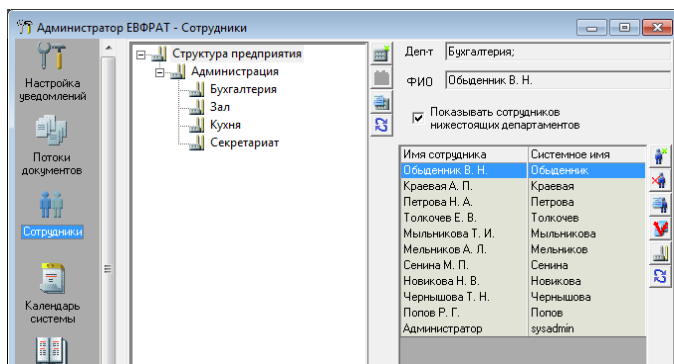 Администратор ЕВФРАТ - Сотрудники
Настройка
уведомлений
Потоки
документов
Сотрудники
Календарь
системы
Структура предприятия
Администрация
Бухгалтерия
Зал
Кухня
Секретариат
Деп-т Бухгалтерия;
ФИО Обыденник В. Н.
Показывать сотрудников
нижестоящих департаментов
Имя сотрудника Системное имя
Обыденник В. Н. Обыденник
Краевая А. П. Краевая
Петрова Н. А. Петрова
Толкочев Е. В. Толкочев
Мыльникова Т. И. Мыльникова
Мельников А. Л. Мельников
Сенина М. П. Сенина
Новикова Н. В. Новикова
Чернышова Т. Н. Чернышова
Попов Р. Г. Попов
Администратор sysadmin